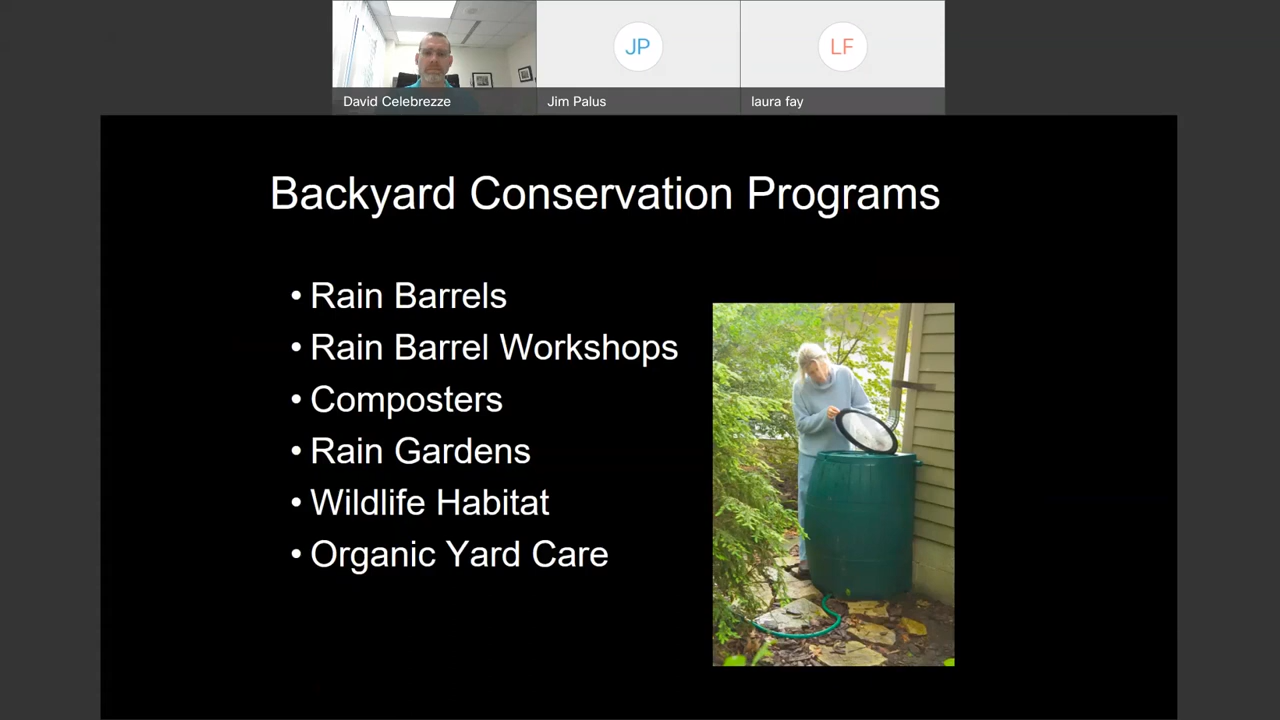 JP
LF
David Celebrezze
Jim Palus
laura fay
Backyard Conservation Programs
• Rain Barrels
• Rain Barrel Workshops
• Composters
• Rain Gardens
• Wildlife Habitat
• Organic Yard Care